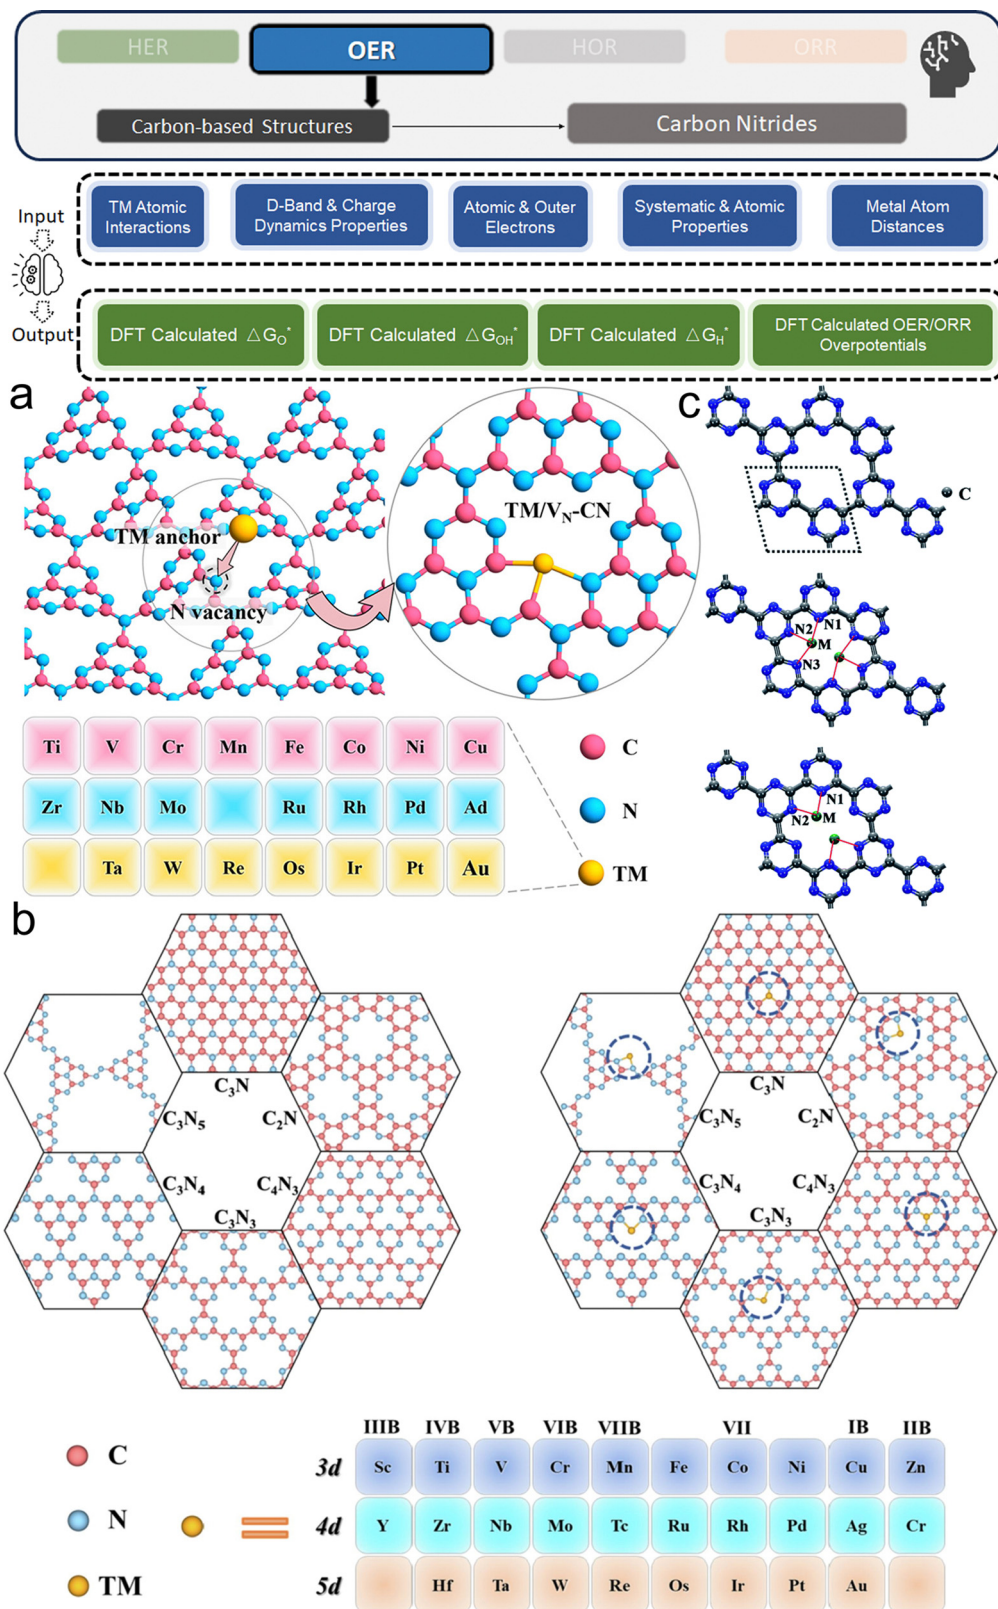 HER
OER
HOR
ORR
Carbon-based Structures
Carbon Nitrides
Input
Output
TM Atomic
Interactions
D-Band & Charge
Dynamics Properties
Atomic & Outer
Electrons
Systematic & Atomic
Properties
Metal Atom
Distances
DFT Calculated △G_O*
DFT Calculated △G_OH*
DFT Calculated △G_H*
DFT Calculated OER/ORR
Overpotentials
a
TM anchor
N vacancy
TM/V_N-CN
c
C
N1
N2
M
N3
N1
N2
M
Ti V Cr Mn Fe Co Ni Cu
Zr Nb Mo Ru Rh Pd Ad
Ta W Re Os Ir Pt Au
C
N
TM
b
C₃N
C₃N₅
C₂N
C₃N₄
C₄N₃
C₃N₃
C₃N
C₃N₅
C₂N
C₃N₄
C₄N₃
C₃N₃
C
N
TM
IIIB IVB VB VIB VIIB VII IB IIB
3d Sc Ti V Cr Mn Fe Co Ni Cu Zn
4d Y Zr Nb Mo Tc Ru Rh Pd Ag Cr
5d Hf Ta W Re Os Ir Pt Au